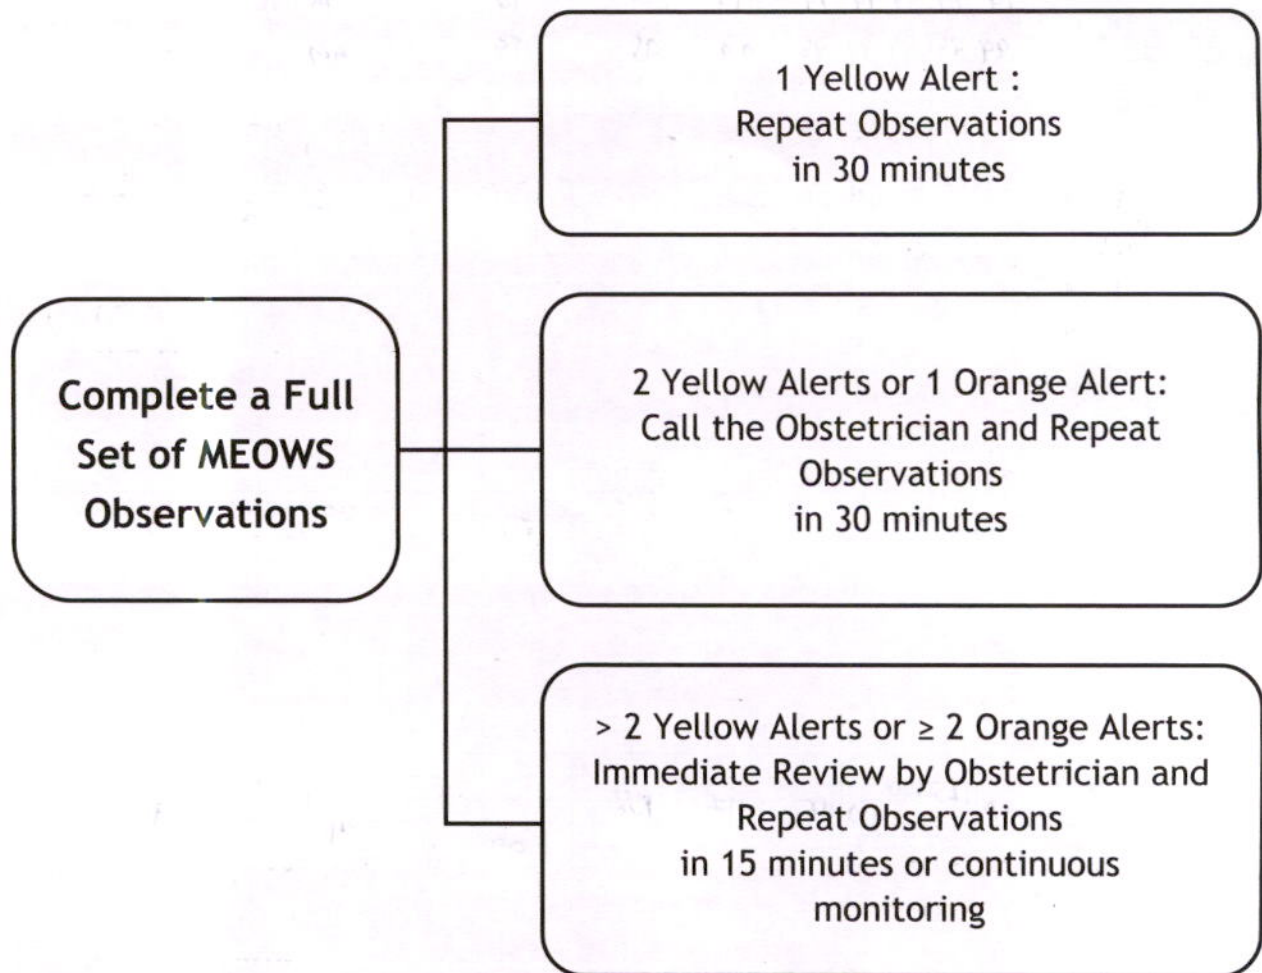 1 Yellow Alert :
Repeat Observations
in 30 minutes
Complete a Full
Set of MEOWS
Observations
2 Yellow Alerts or 1 Orange Alert:
Call the Obstetrician and Repeat
Observations
in 30 minutes
> 2 Yellow Alerts or ≥ 2 Orange Alerts:
Immediate Review by Obstetrician and
Repeat Observations
in 15 minutes or continuous
monitoring